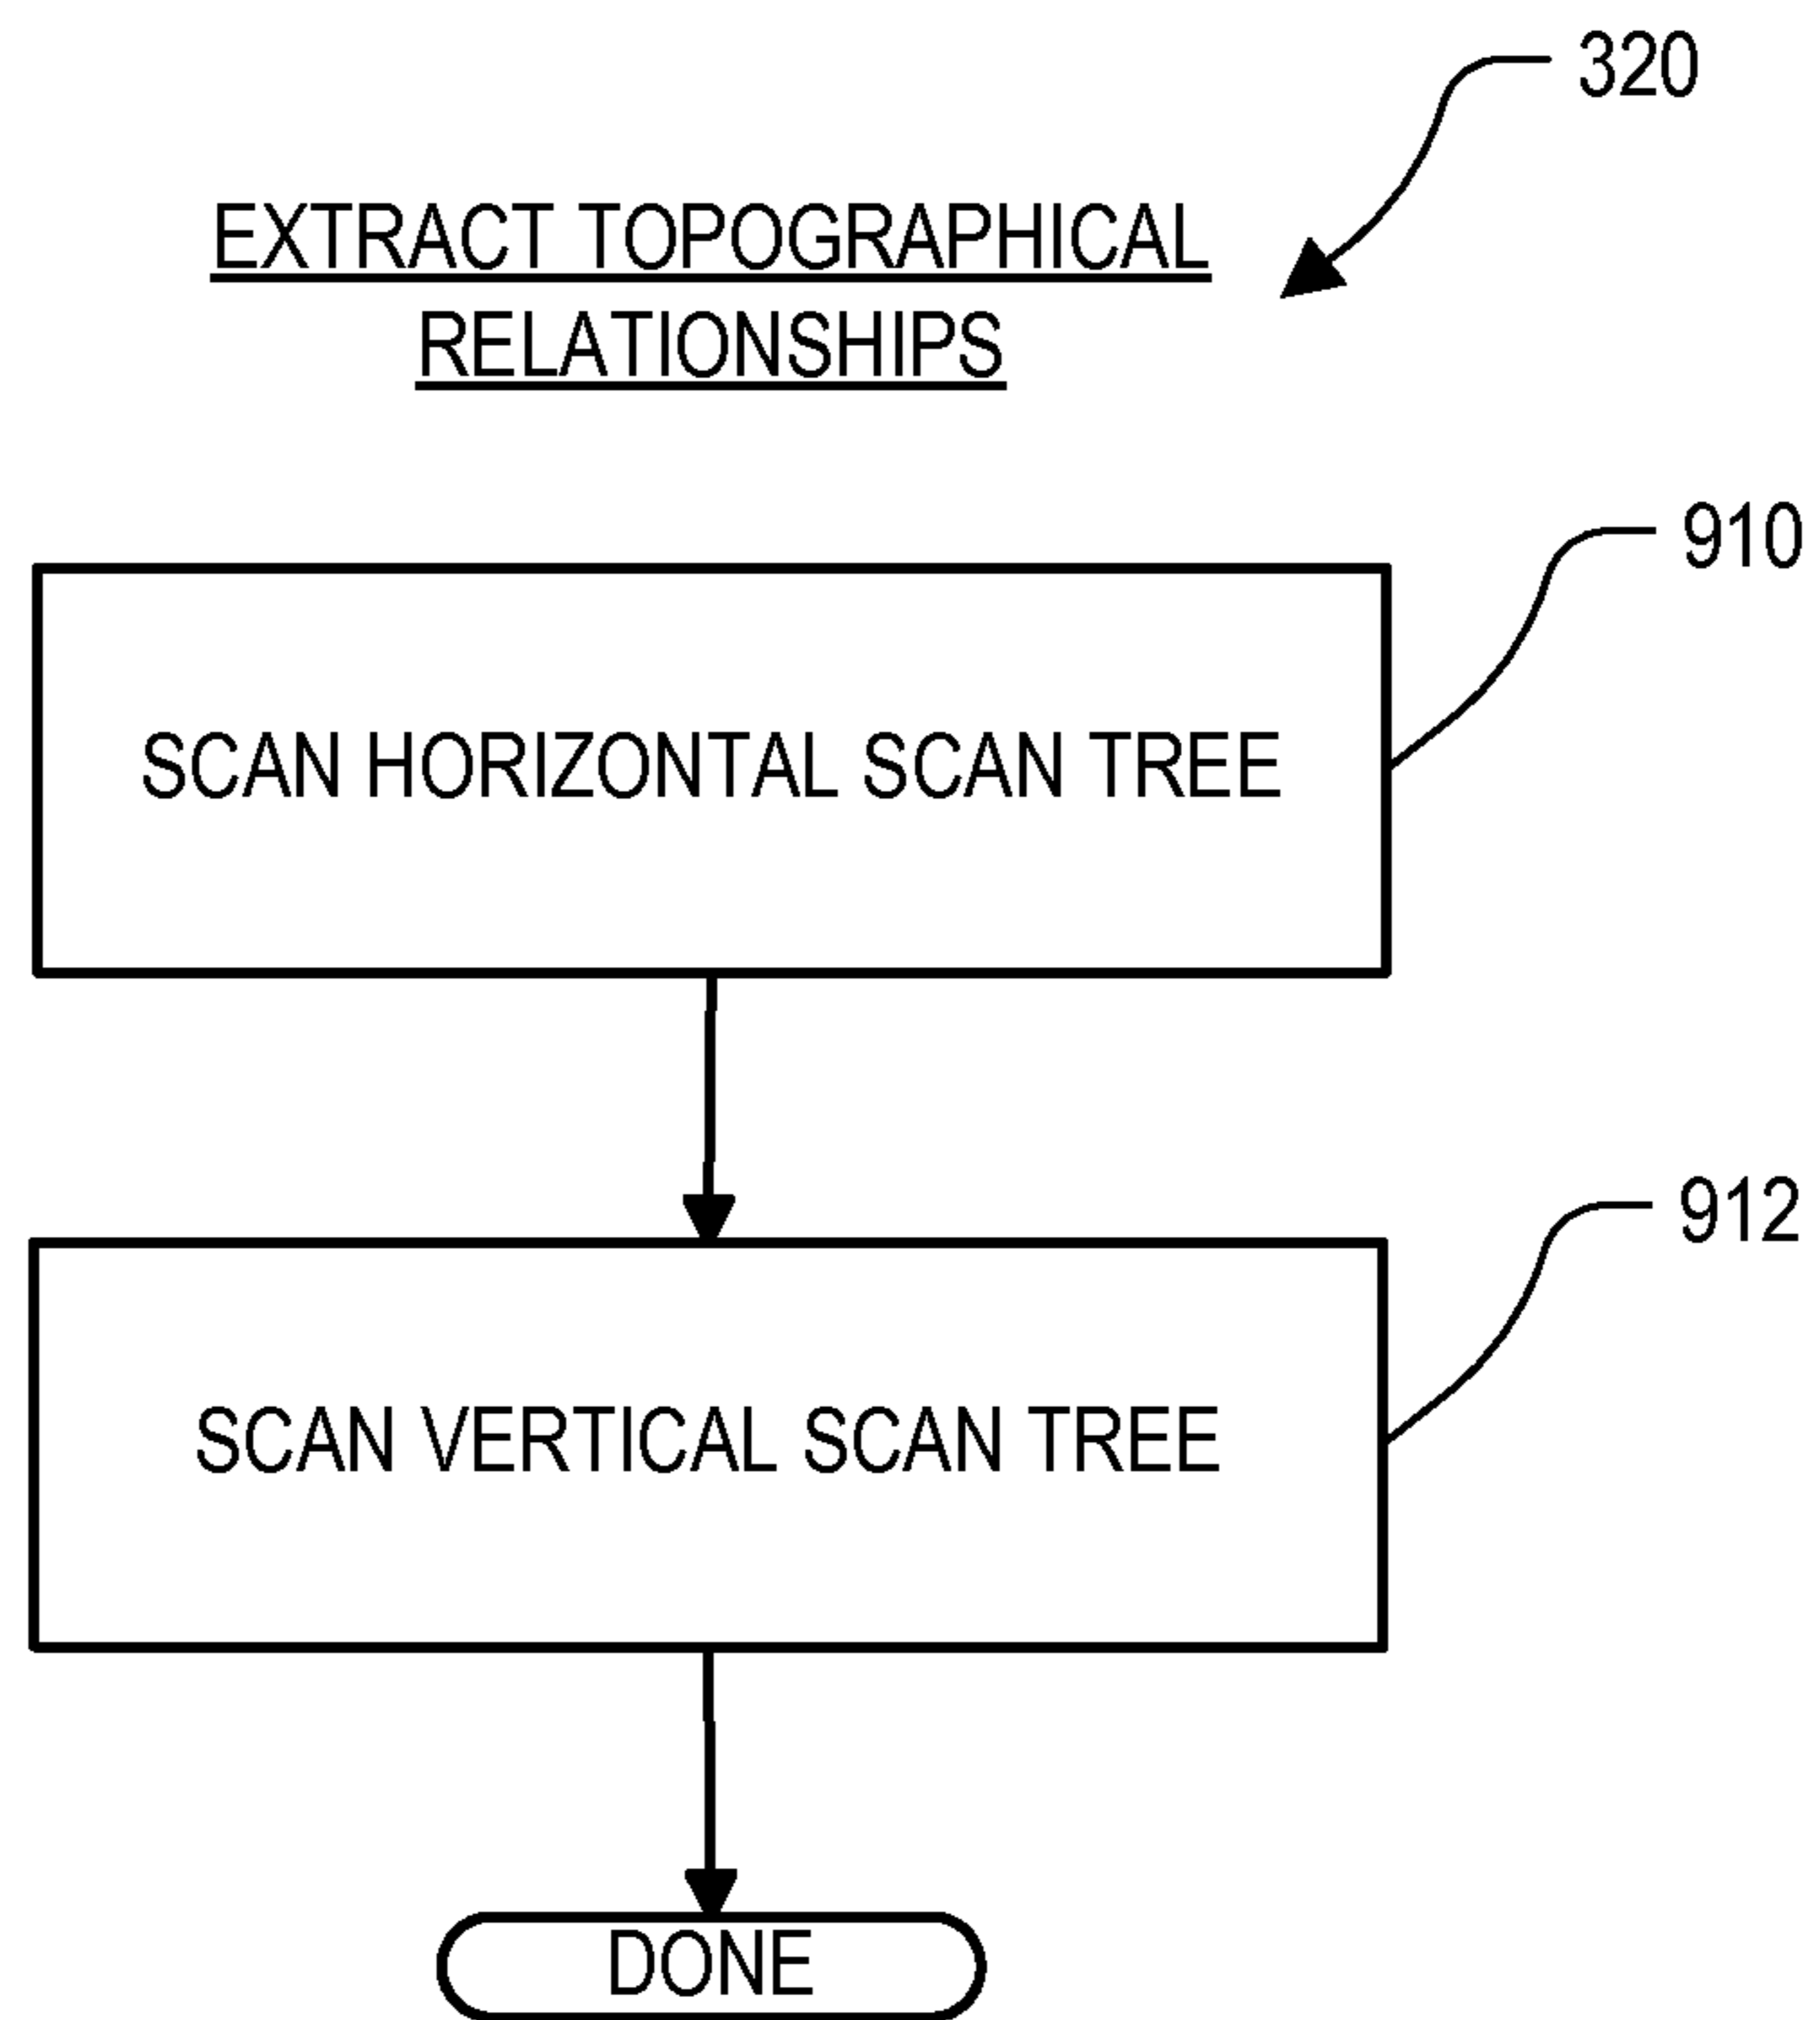 320
EXTRACT TOPOGRAPHICAL
RELATIONSHIPS
910
SCAN HORIZONTAL SCAN TREE
912
SCAN VERTICAL SCAN TREE
DONE